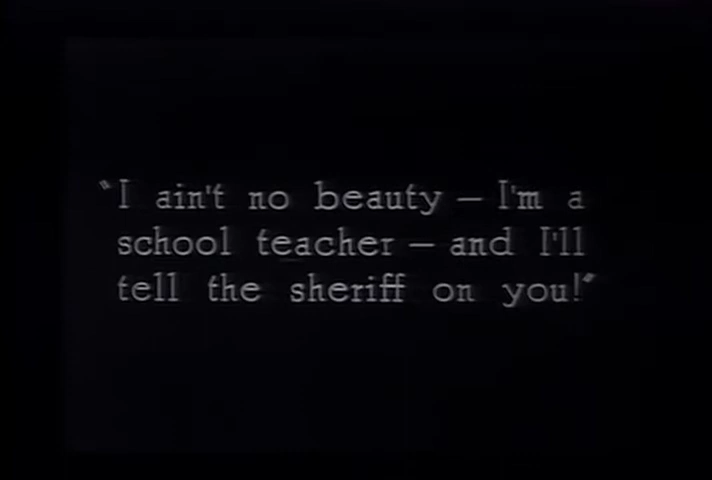 "I ain't no beauty — I'm a
school teacher — and I'll
tell the sheriff on you!"